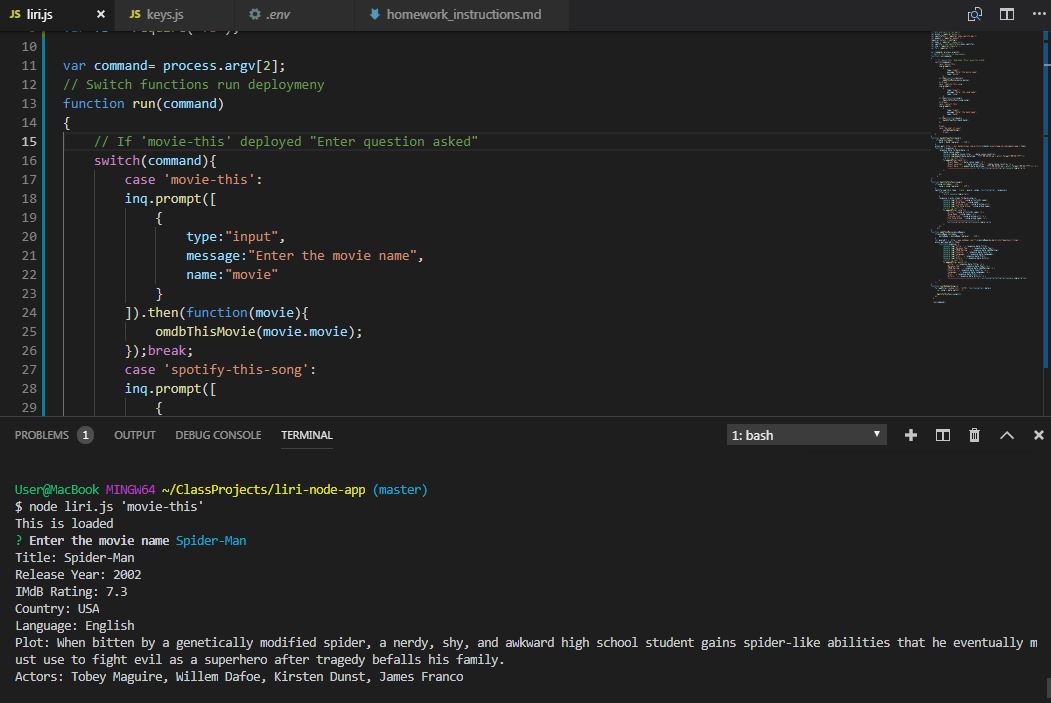 JS liri.js × JS keys.js .env homework_instructions.md
10
11 var command= process.argv[2];
12 // Switch functions run deploymeny
13 function run(command)
14 {
15 // If 'movie-this' deployed "Enter question asked"
16 switch(command){
17 case 'movie-this':
18 inq.prompt([
19 {
20 type:"input",
21 message:"Enter the movie name",
22 name:"movie"
23 }
24 ]).then(function(movie){
25 omdbThisMovie(movie.movie);
26 });break;
27 case 'spotify-this-song':
28 inq.prompt([
29 {
PROBLEMS 1 OUTPUT DEBUG CONSOLE TERMINAL 1: bash
User@MacBook MINGW64 ~/ClassProjects/liri-node-app (master)
$ node liri.js 'movie-this'
This is loaded
? Enter the movie name Spider-Man
Title: Spider-Man
Release Year: 2002
IMdB Rating: 7.3
Country: USA
Language: English
Plot: When bitten by a genetically modified spider, a nerdy, shy, and awkward high school student gains spider-like abilities that he eventually m
ust use to fight evil as a superhero after tragedy befalls his family.
Actors: Tobey Maguire, Willem Dafoe, Kirsten Dunst, James Franco